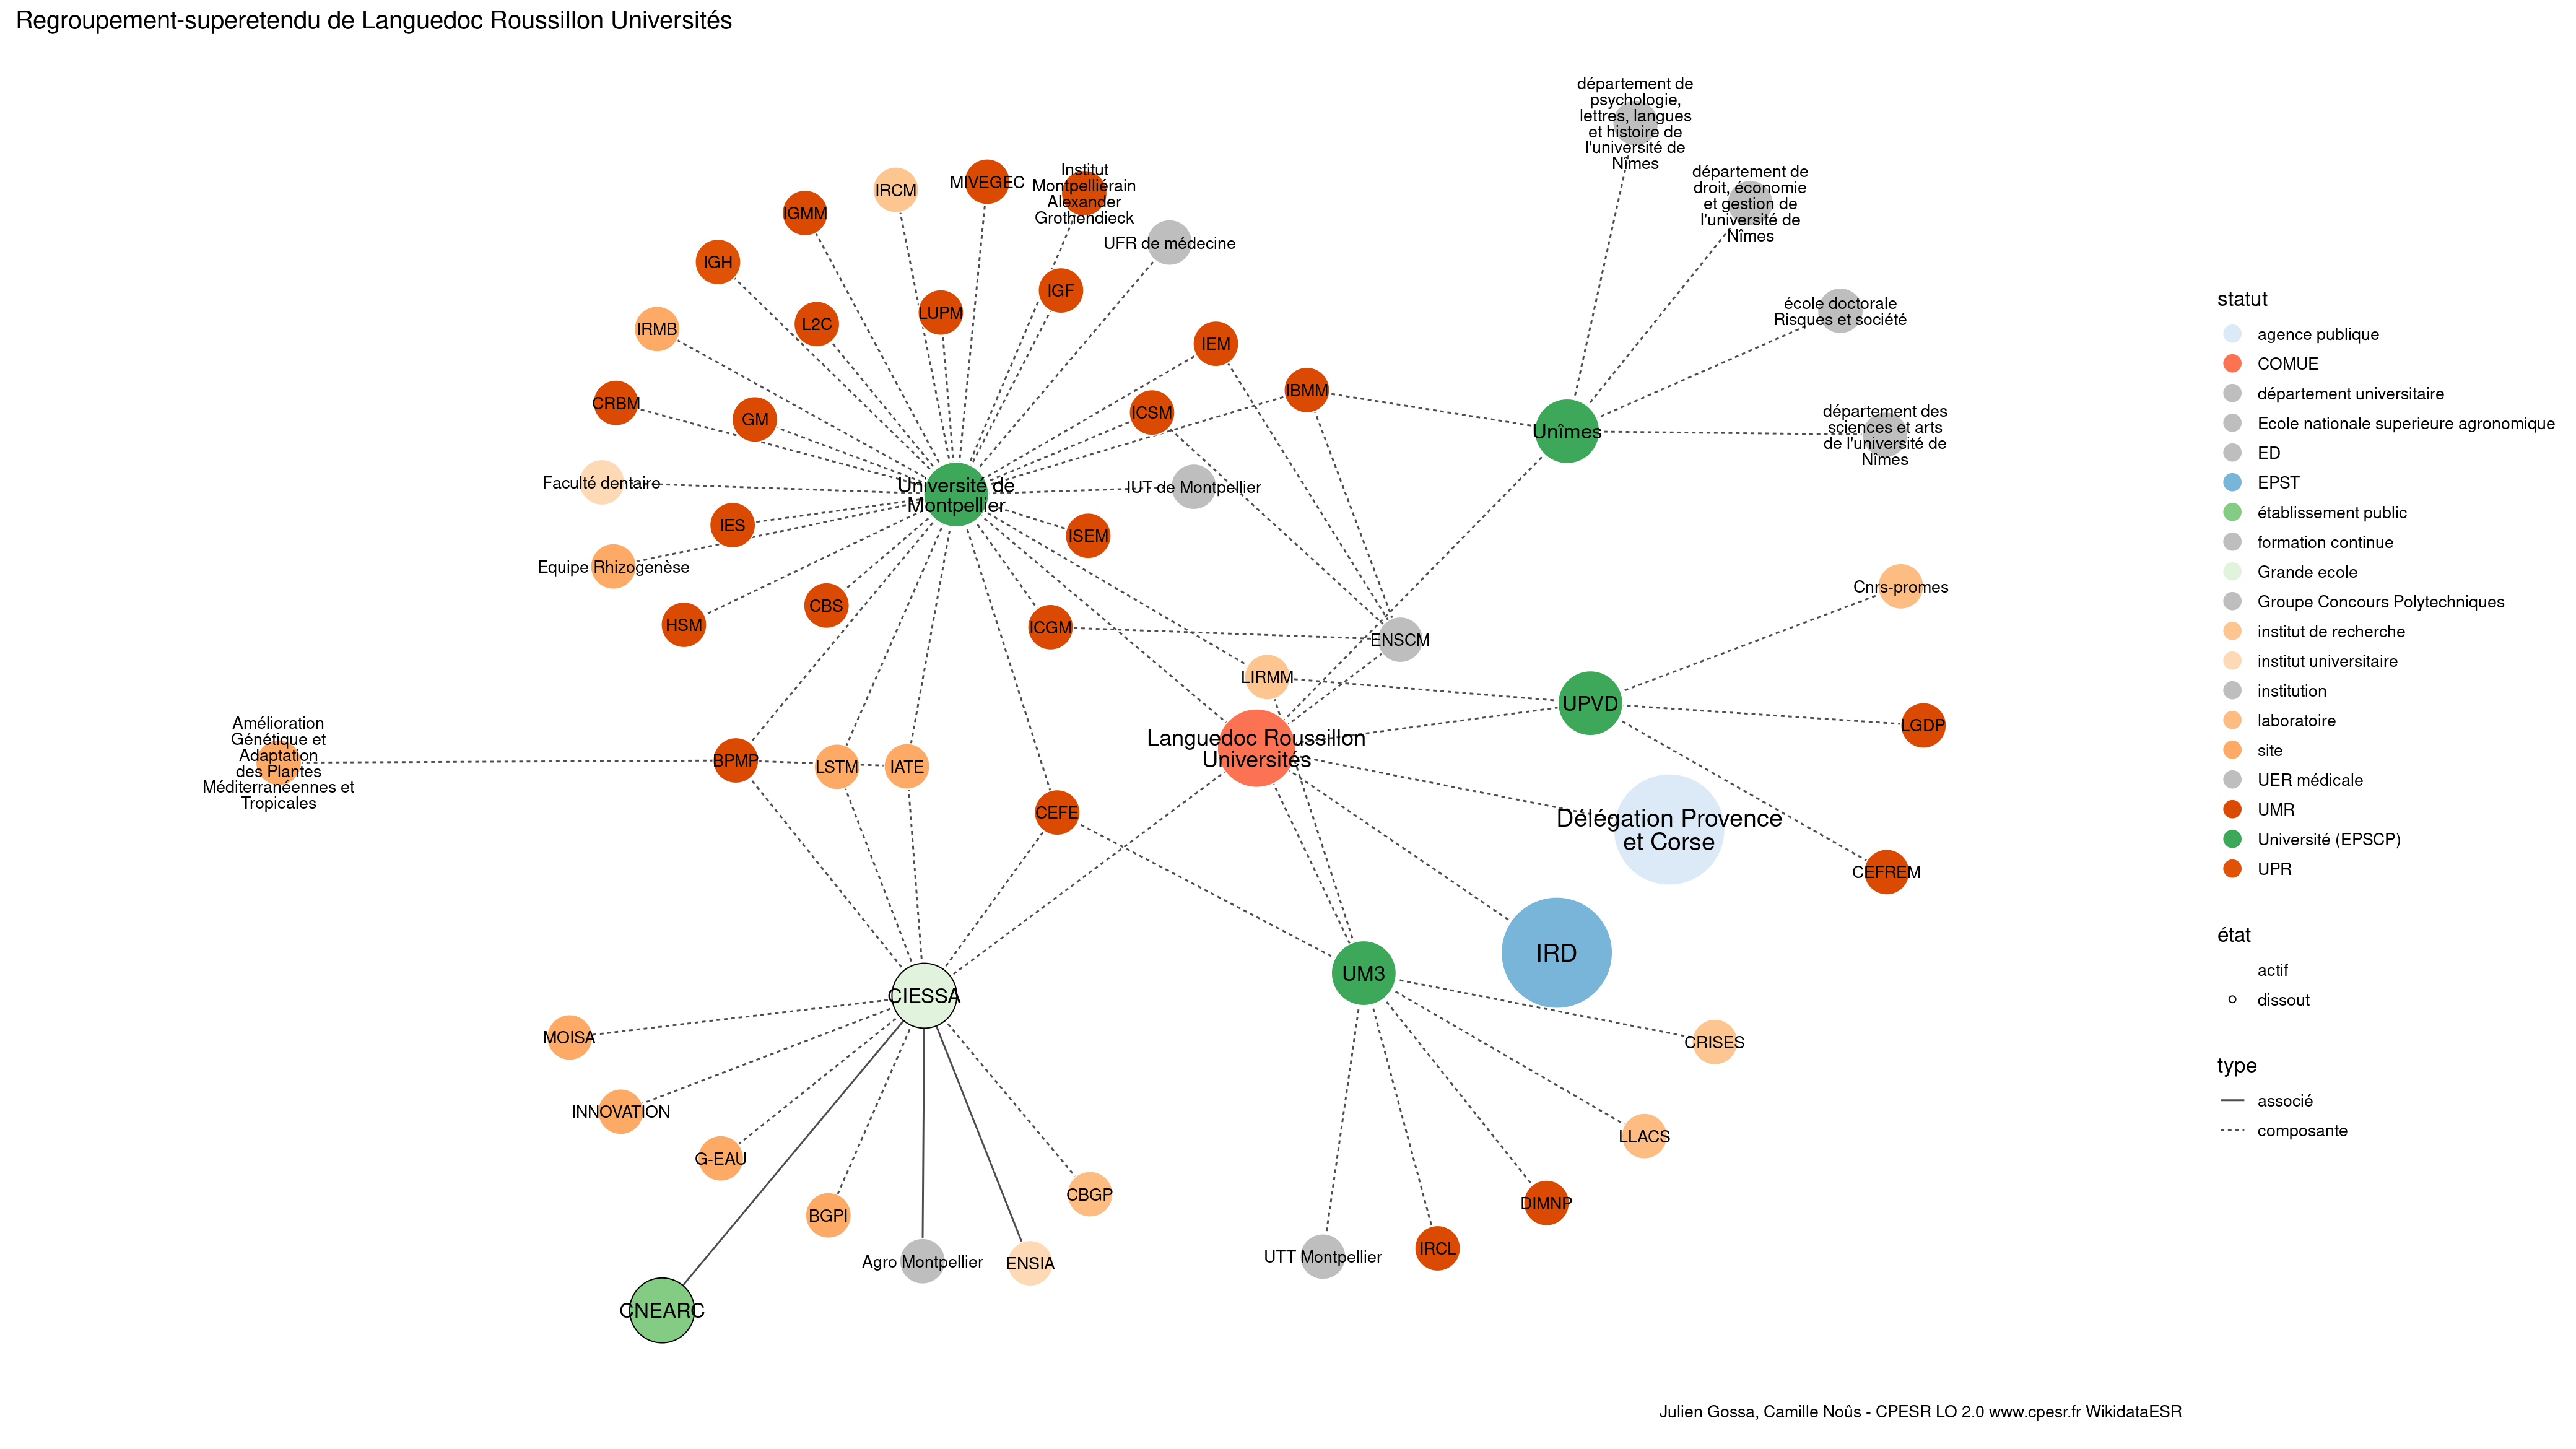 Regroupement-superetendu de Languedoc Roussillon Universités
département de
psychologie,
lettres, langues
et histoire de
l'université de
Nîmes
département de
droit, économie
et gestion de
l'université de
Nîmes
école doctorale
Risques et société
département des
sciences et arts
de l'université de
Nîmes
IRCM
MIVEGEC
Institut
Montpelliérain
Alexander
Grothendieck
IGMM
UFR de médecine
IGH
IGF
LUPM
L2C
IRMB
IEM
IBMM
CRBM
GM
ICSM
Unîmes
Faculté dentaire
Université de
Montpellier
IUT de Montpellier
IES
ISEM
Equipe Rhizogenèse
CBS
HSM
ICGM
ENSCM
Cnrs-promes
LIRMM
UPVD
LGDP
Languedoc Roussillon
Universités
Amélioration
Génétique et
Adaptation
des Plantes
Méditerranéennes et
Tropicales
BPMP
LSTM
IATE
CEFE
Délégation Provence
et Corse
CEFREM
IRD
UM3
CIESSA
MOISA
CRISES
INNOVATION
LLACS
G-EAU
CBGP
DIMNP
BGPI
Agro Montpellier
ENSIA
UTT Montpellier
IRCL
CNEARC
statut
agence publique
COMUE
département universitaire
Ecole nationale superieure agronomique
ED
EPST
établissement public
formation continue
Grande ecole
Groupe Concours Polytechniques
institut de recherche
institut universitaire
institution
laboratoire
site
UER médicale
UMR
Université (EPSCP)
UPR
état
actif
dissout
type
associé
composante
Julien Gossa, Camille Noûs - CPESR LO 2.0 www.cpesr.fr WikidataESR